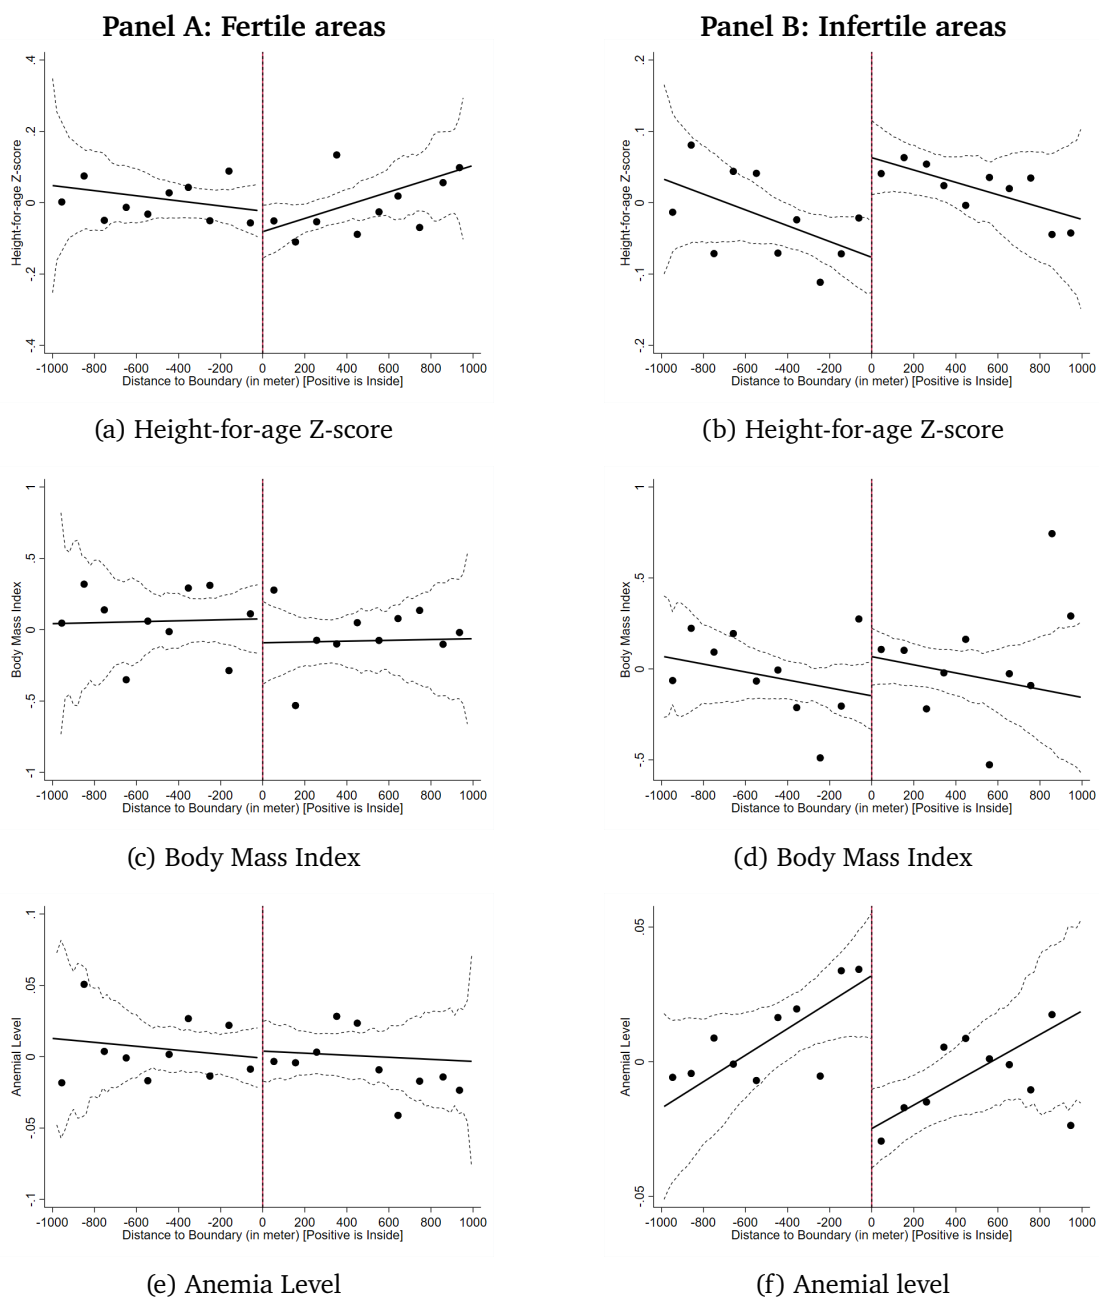 Panel A: Fertile areas
Panel B: Infertile areas
Height-for-age Z-score
.4
.2
0
-.2
-.4
-1000 -800 -600 -400 -200 0 200 400 600 800 1000
Distance to Boundary (in meter) [Positive is Inside]
(a) Height-for-age Z-score
Height-for-age Z-score
.2
.1
0
-.1
-.2
-1000 -800 -600 -400 -200 0 200 400 600 800 1000
Distance to Boundary (in meter) [Positive is Inside]
(b) Height-for-age Z-score
Body Mass Index
1
.5
0
-.5
-1
-1000 -800 -600 -400 -200 0 200 400 600 800 1000
Distance to Boundary (in meter) [Positive is Inside]
(c) Body Mass Index
Body Mass Index
1
.5
0
-.5
-1000 -800 -600 -400 -200 0 200 400 600 800 1000
Distance to Boundary (in meter) [Positive is Inside]
(d) Body Mass Index
Anemial Level
.1
.05
0
-.05
-.1
-1000 -800 -600 -400 -200 0 200 400 600 800 1000
Distance to Boundary (in meter) [Positive is Inside]
(e) Anemia Level
Anemial Level
.05
0
-.05
-1000 -800 -600 -400 -200 0 200 400 600 800 1000
Distance to Boundary (in meter) [Positive is Inside]
(f) Anemial level